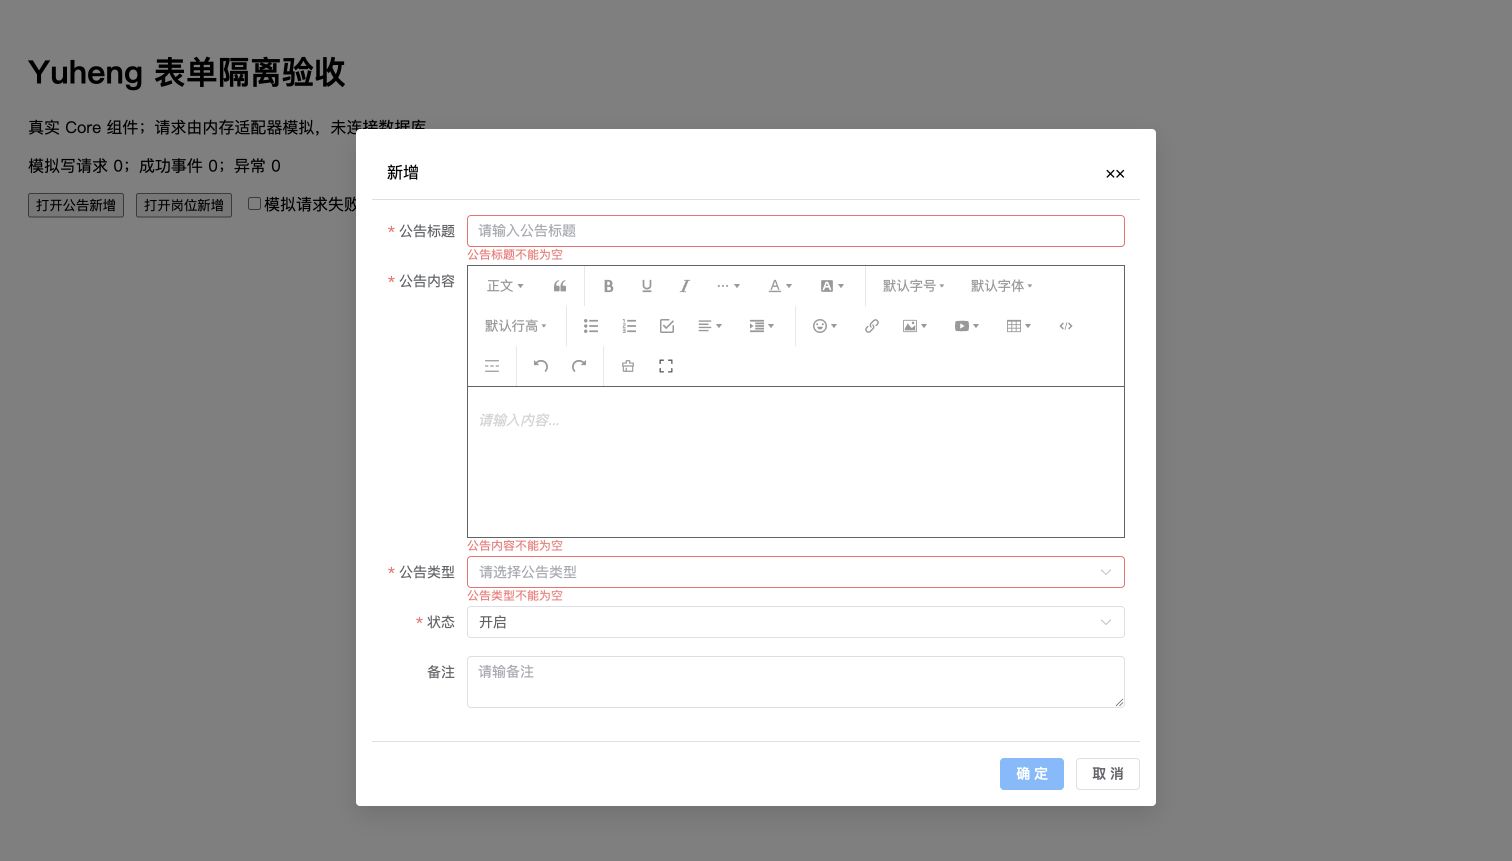 Yuheng 表单隔离验收
真实 Core 组件；请求由内存适配器模拟，未连接数据库
模拟写请求 0；成功事件 0；异常 0
打开公告新增 打开岗位新增 模拟请求失败
新增
* 公告标题 请输入公告标题
公告标题不能为空
* 公告内容
正文 B U I ... A A 默认字号 默认字体
默认行高
请输入内容...
公告内容不能为空
* 公告类型 请选择公告类型
公告类型不能为空
* 状态 开启
备注 请输备注
确 定 取 消